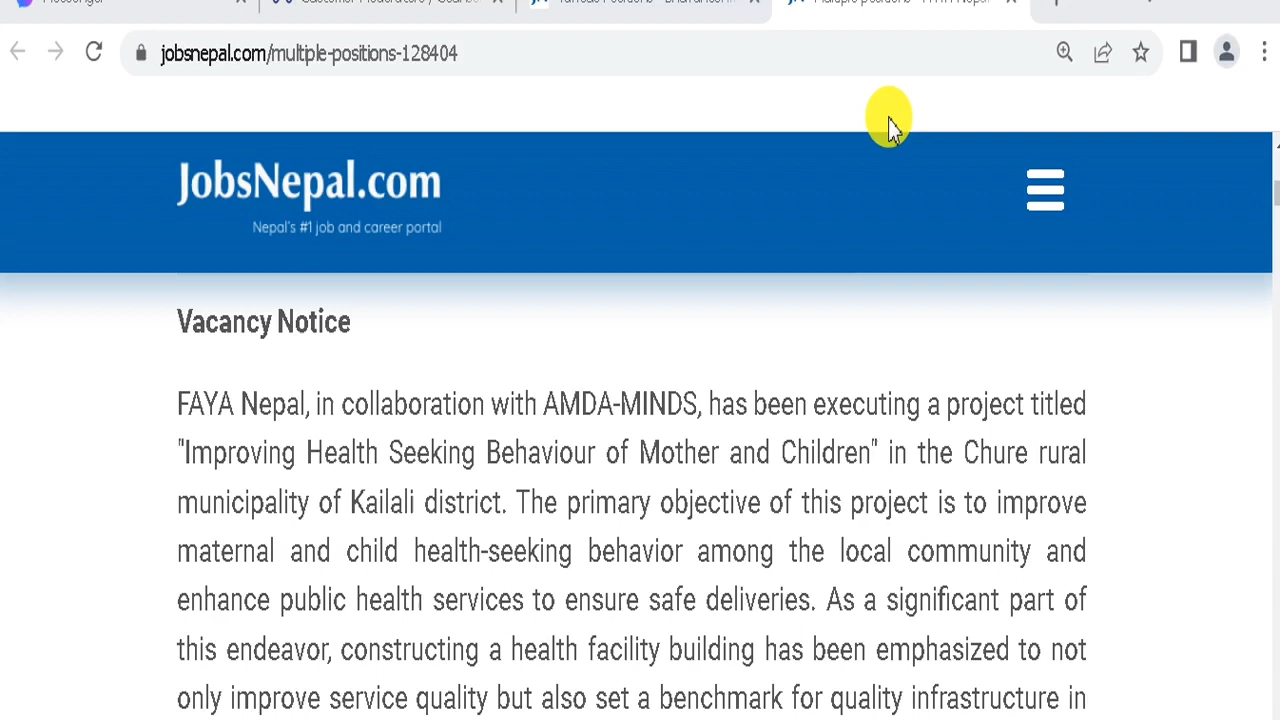 jobsnepal.com/multiple-positions-128404
JobsNepal.com
Nepal's #1 job and career portal
Vacancy Notice
FAYA Nepal, in collaboration with AMDA-MINDS, has been executing a project titled
"Improving Health Seeking Behaviour of Mother and Children" in the Chure rural
municipality of Kailali district. The primary objective of this project is to improve
maternal and child health-seeking behavior among the local community and
enhance public health services to ensure safe deliveries. As a significant part of
this endeavor, constructing a health facility building has been emphasized to not
only improve service quality but also set a benchmark for quality infrastructure in